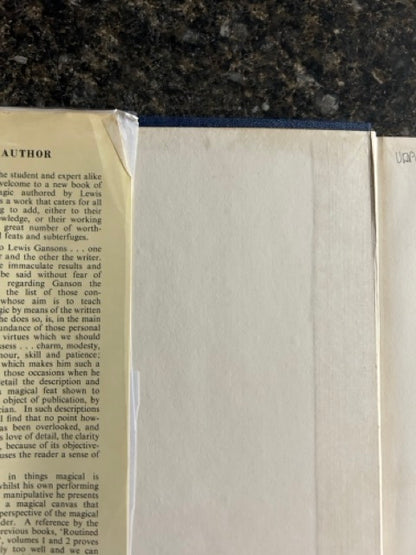 AUTHOR
he student and expert alike
welcome to a new book of
agic authored by Lewis
s a work that caters for all
g to add, either to their
owledge, or their working
great number of worth-
l feats and subterfuges.
o Lewis Gansons . . . one
r and the other the writer.
e immaculate results and
be said without fear of
regarding Ganson the
the list of those con-
whose aim is to teach
gic by means of the written
he does so, is, in the main
undance of those personal
virtues which we should
ssess . . . charm, modesty,
nour, skill and patience;
which makes him such a
those occasions when he
etail the description and
a magical feat shown to
object of publication, by
cian. In such descriptions
l find that no point how-
as been overlooked, and
s love of detail, the clarity
, because of its objective-
uses the reader a sense of
in things magical is
whilst his own performing
manipulative he presents
a magical canvas that
perspective of the magical
der. A reference by the
revious books, 'Routined
', volumes 1 and 2 proves
ly too well and we can